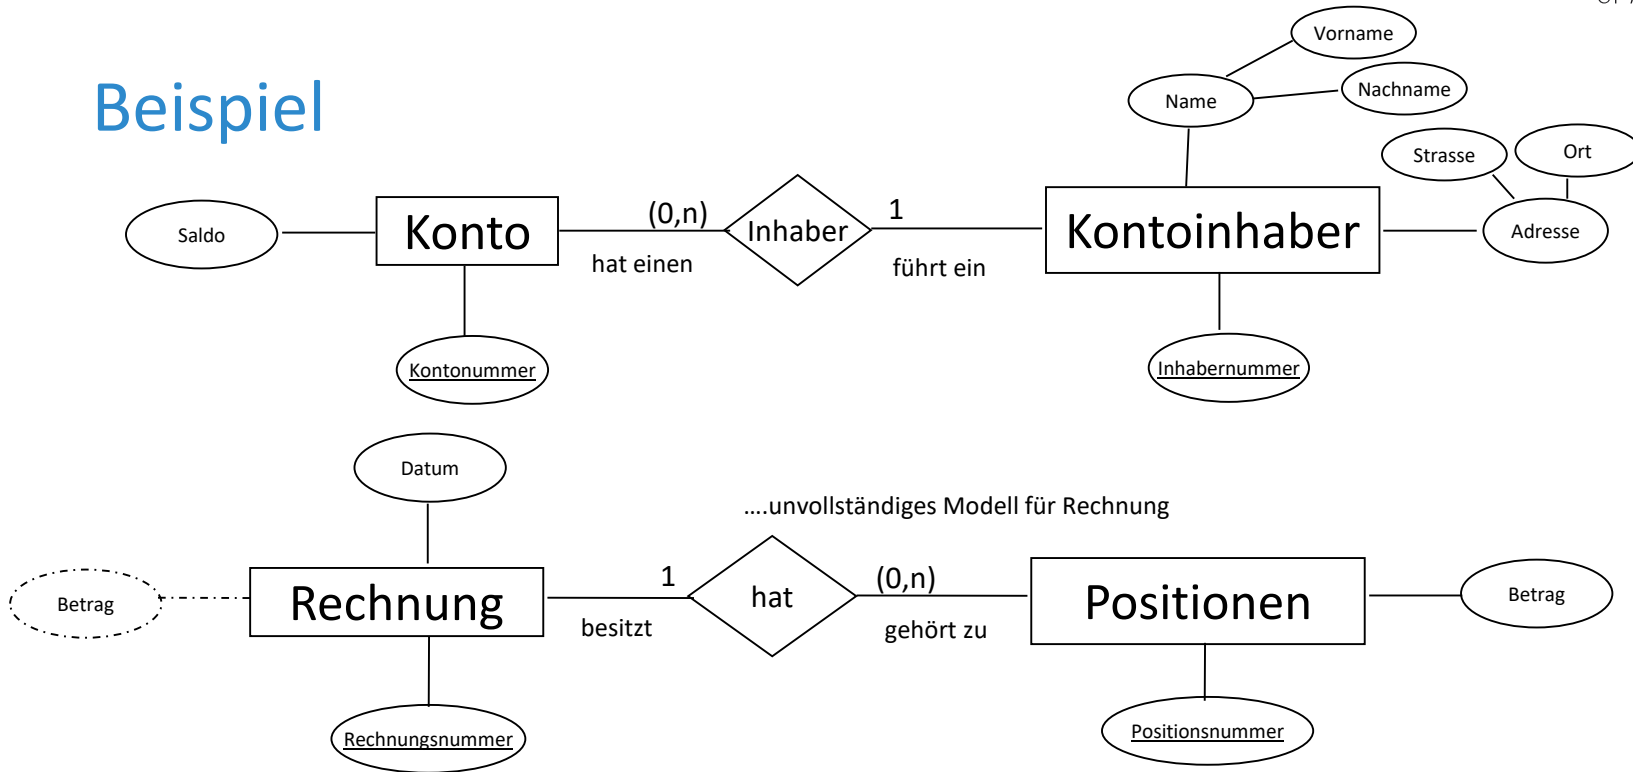 Beispiel
Vorname
Nachname
Name
Strasse
Ort
Adresse
Saldo
Konto
(0,n)
hat einen
Inhaber
1
führt ein
Kontoinhaber
Kontonummer
Inhabernummer
Datum
....unvollständiges Modell für Rechnung
Betrag
Rechnung
1
besitzt
hat
(0,n)
gehört zu
Positionen
Betrag
Rechnungsnummer
Positionsnummer